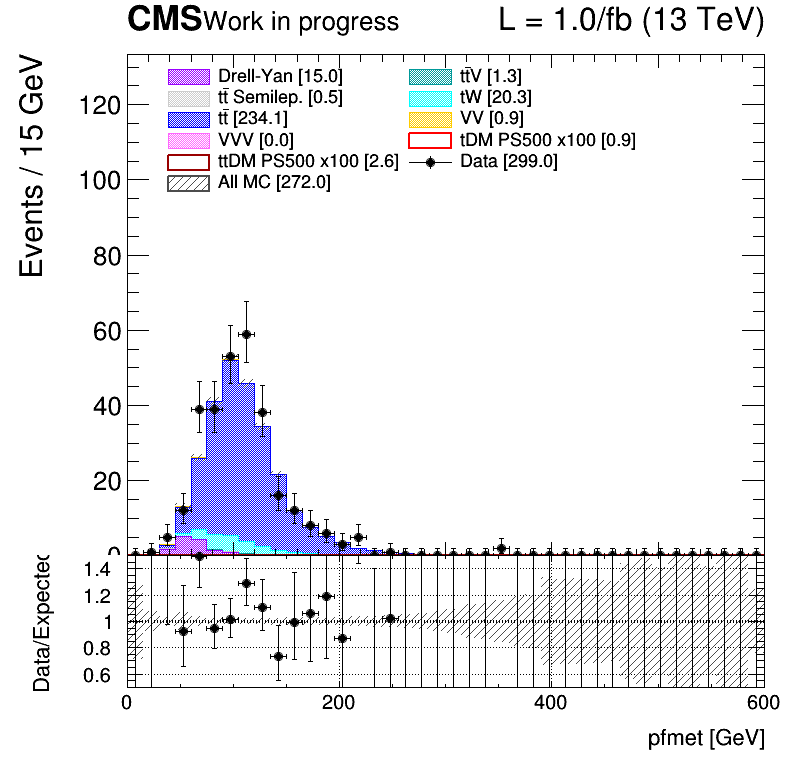 CMS Work in progress L = 1.0/fb (13 TeV)
Events / 15 GeV
Drell-Yan [15.0] tt̄V [1.3]
tt̄ Semilep. [0.5] tW [20.3]
tt̄ [234.1] VV [0.9]
VVV [0.0] tDM PS500 x100 [0.9]
ttDM PS500 x100 [2.6] Data [299.0]
All MC [272.0]
120
100
80
60
40
20
0
Data/Expected
1.4
1.2
1
0.8
0.6
0 200 400 600
pfmet [GeV]